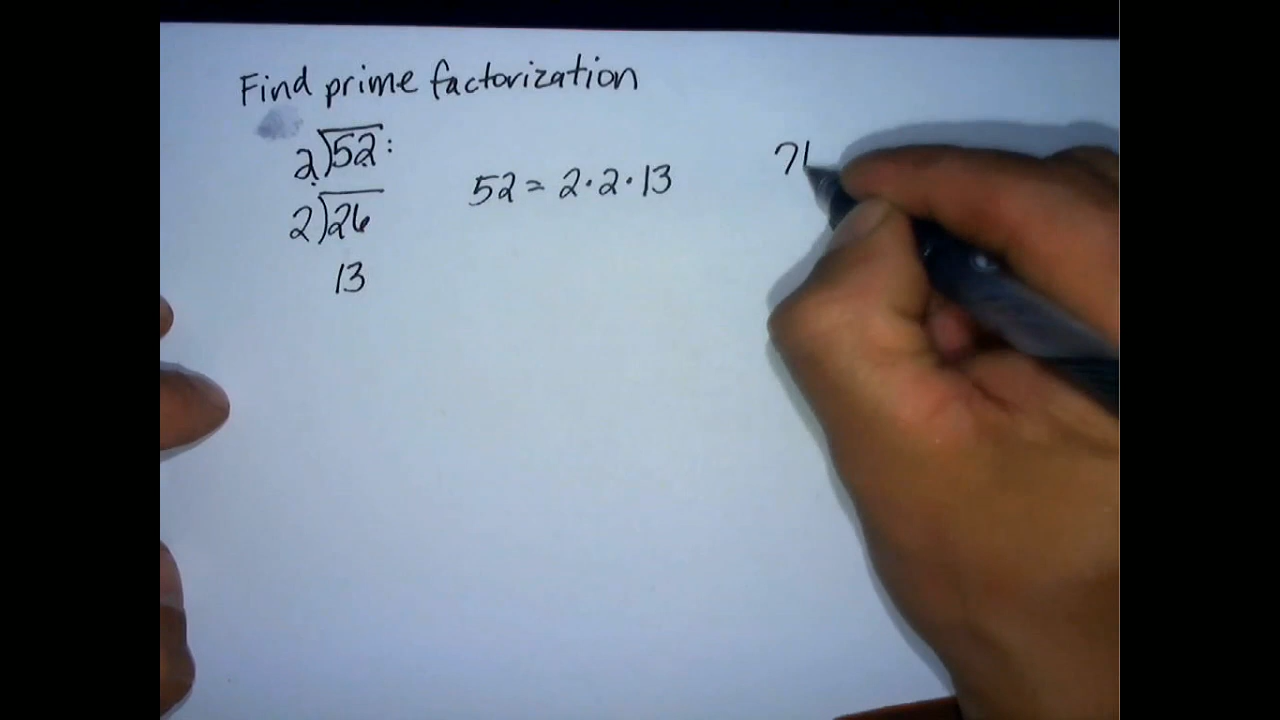 Find prime factorization
2)52:
2)26
13
52 = 2·2·13